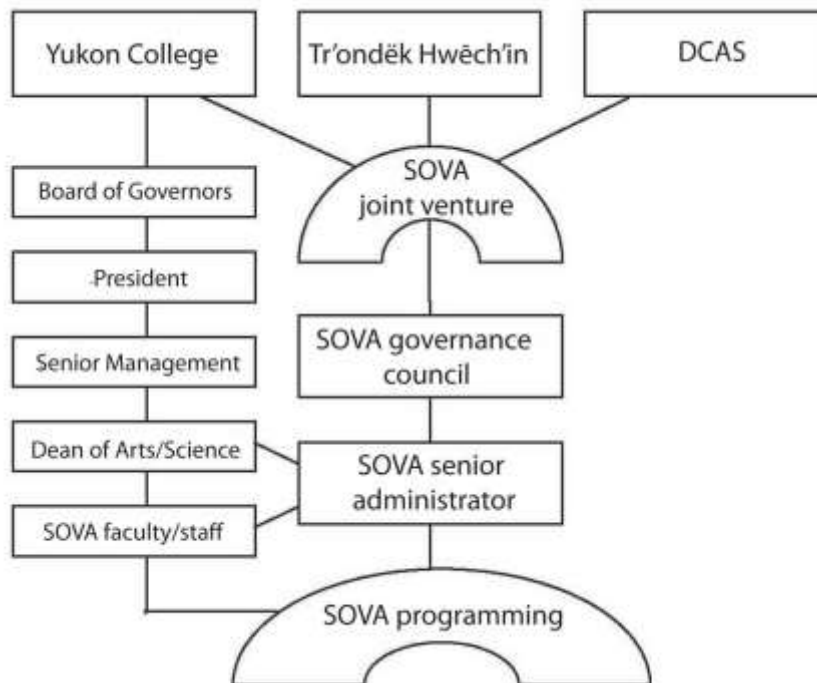 Yukon College
Tr'ondëk Hwëch'in
DCAS
SOVA
joint venture
Board of Governors
President
SOVA governance
council
Senior Management
Dean of Arts/Science
SOVA senior
administrator
SOVA faculty/staff
SOVA programming